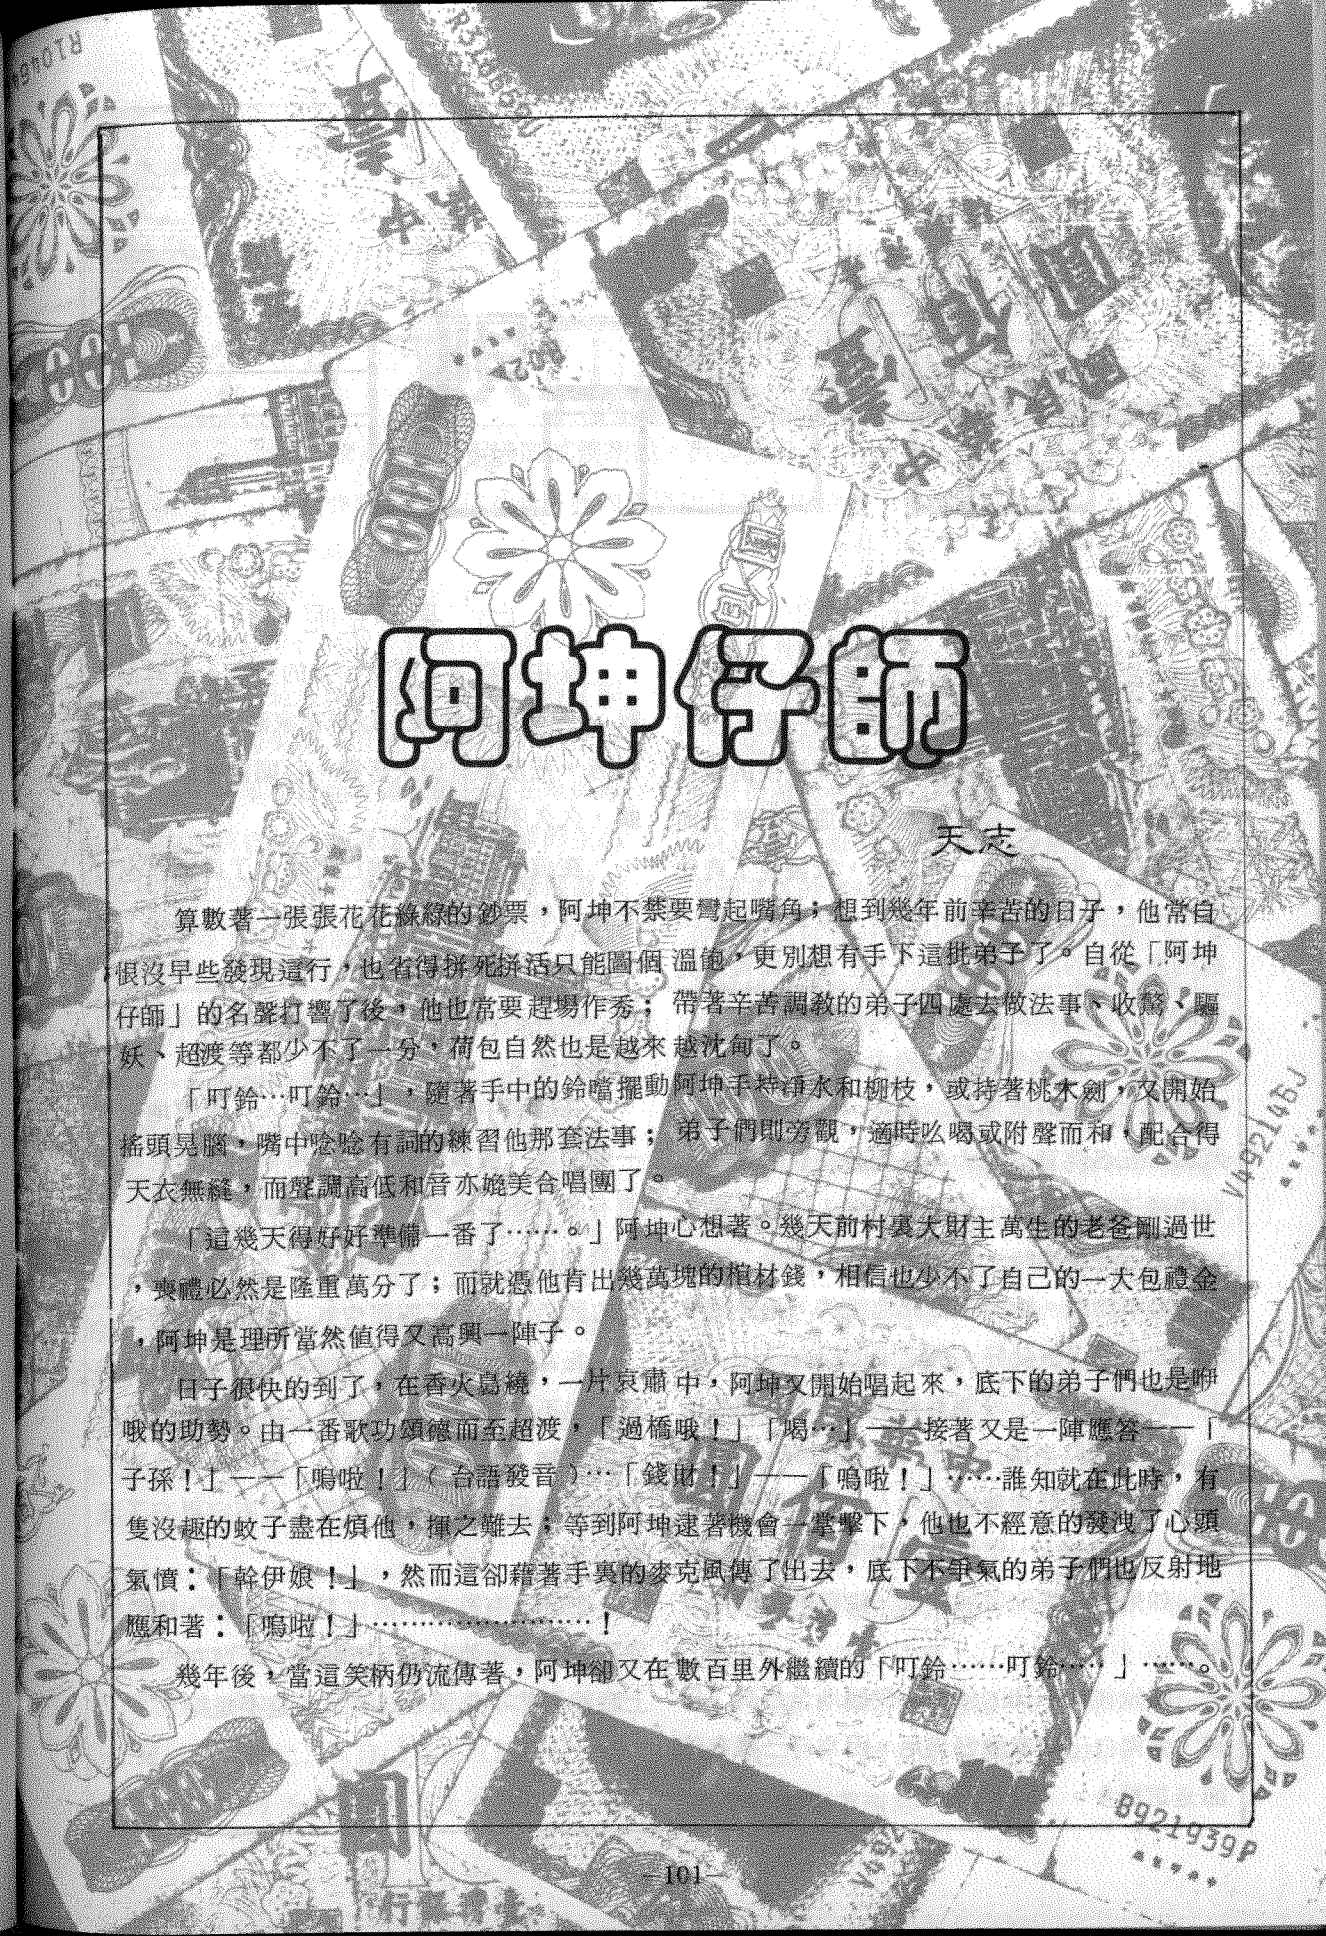 阿坤仔師
天志
算數著一張張花花綠綠的鈔票，阿坤不禁要彎起嘴角；想到幾年前辛苦的日子，他常自
恨沒早些發現這行，也省得拼死拼活只能圖個溫飽，更別想有手下這批弟子了。自從「阿坤
仔師」的名聲打響了後，他也常要趕場作秀；帶著辛苦調教的弟子四處去做法事、收驚、驅
妖、超渡等都少不了一分，荷包自然也是越來越沈甸了。
「叮鈴…叮鈴…」，隨著手中的鈴噹擺動阿坤手持淨水和柳枝，或持著桃木劍，又開始
搖頭晃腦，嘴中唸唸有詞的練習他那套法事；弟子們則旁觀，適時吆喝或附聲而和，配合得
天衣無縫，而聲調高低和音亦媲美合唱團了。
「這幾天得好好準備一番了……。」阿坤心想著。幾天前村裏大財主萬生的老爸剛過世
，喪禮必然是隆重萬分了；而就憑他肯出幾萬塊的棺材錢，相信也少不了自己的一大包禮金
，阿坤是理所當然值得又高興一陣子。
日子很快的到了，在香火島繞，一片哀肅中，阿坤又開始唱起來，底下的弟子們也是咿
哦的助勢。由一番歌功頌德而至超渡，「過橋哦！」「喝…」——接著又是一陣應答——「
子孫！」——「嗚啦！」（台語發音）…「錢財！」——「嗚啦！」……誰知就在此時，有
隻沒趣的蚊子盡在煩他，揮之難去；等到阿坤逮著機會一掌擊下，他也不經意的發洩了心頭
氣憤：「幹伊娘！」，然而這卻藉著手裏的麥克風傳了出去，底下不爭氣的弟子們也反射地
應和著：「嗚啦！」……………………！
幾年後，當這笑柄仍流傳著，阿坤卻又在數百里外繼續的「叮鈴……叮鈴……」……。
B921939P
V492146J
—101—